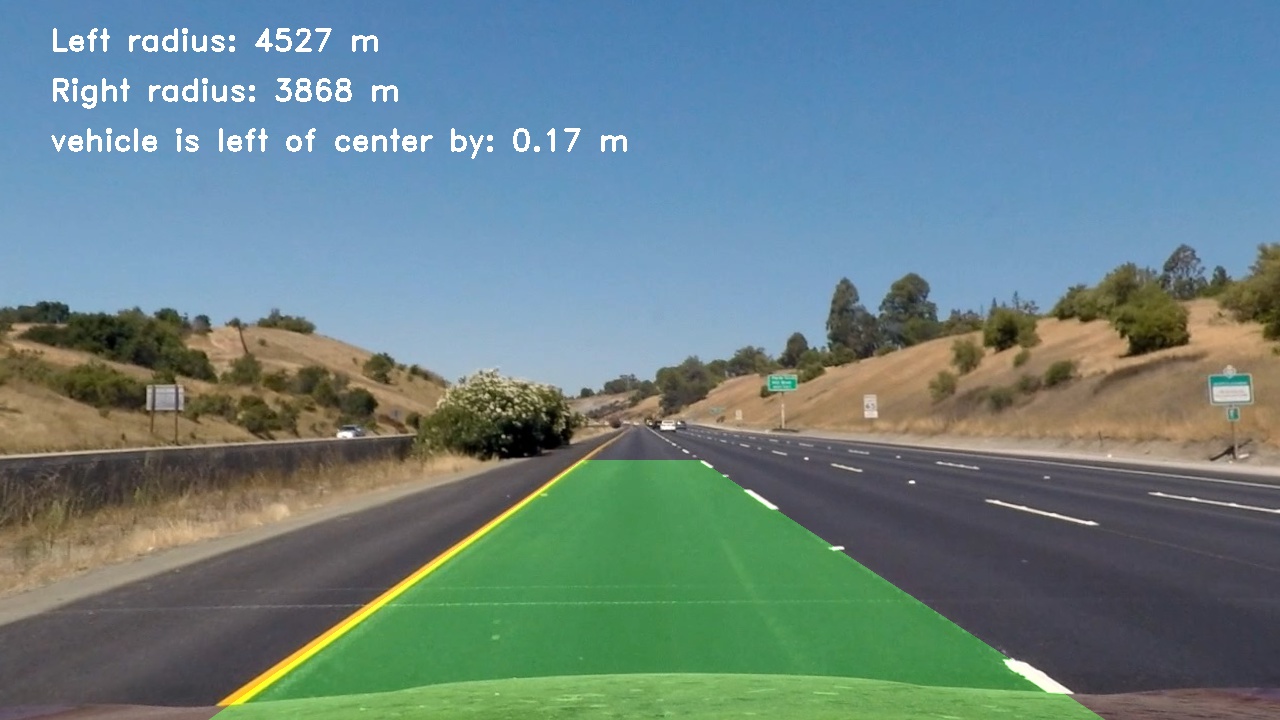 Left radius: 4527 m
Right radius: 3868 m
vehicle is left of center by: 0.17 m